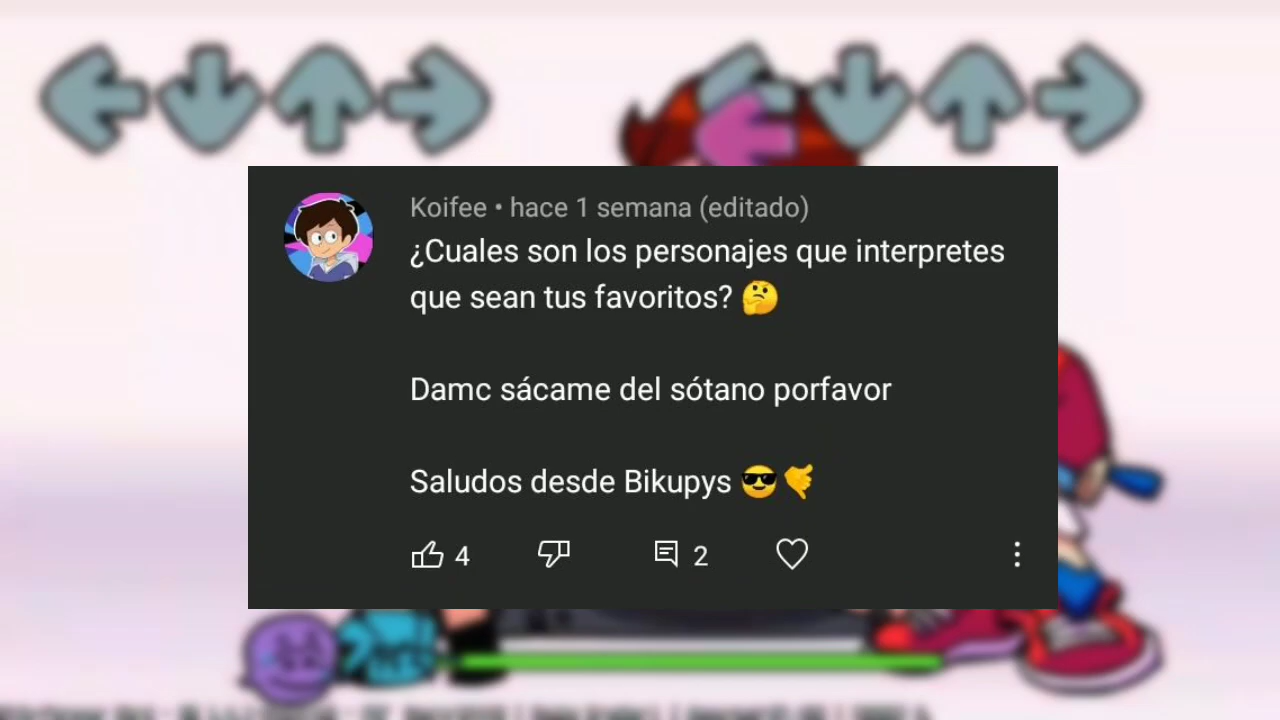 Koifee • hace 1 semana (editado)
¿Cuales son los personajes que interpretes
que sean tus favoritos? 🤔
Damc sácame del sótano porfavor
Saludos desde Bikupys 😎🤙
4 2